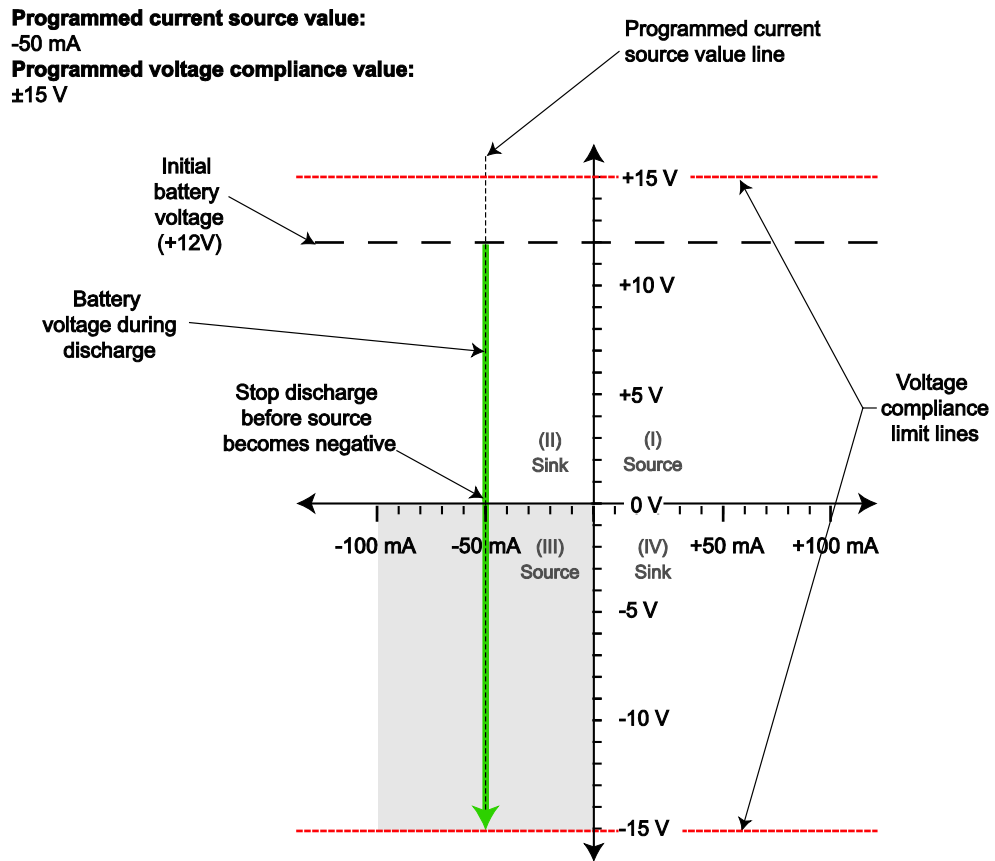 Programmed current source value:
-50 mA
Programmed voltage compliance value:
±15 V
Programmed current
source value line
Initial
battery
voltage
(+12V)
+15 V
+10 V
Battery
voltage during
discharge
+5 V
Voltage
compliance
limit lines
Stop discharge
before source
becomes negative
(II)
Sink
(I)
Source
0 V
-100 mA
-50 mA
(III)
Source
(IV)
Sink
+50 mA
+100 mA
-5 V
-10 V
-15 V